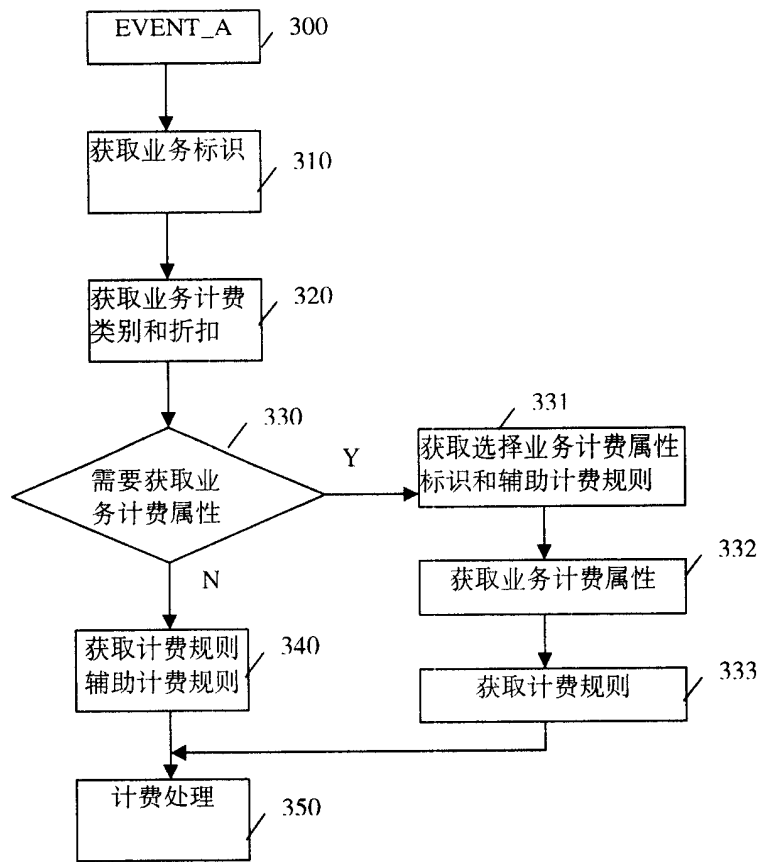 EVENT_A
300
获取业务标识
310
获取业务计费
类别和折扣
320
330
需要获取业
务计费属性
Y
N
331
获取选择业务计费属性
标识和辅助计费规则
332
获取业务计费属性
获取计费规则
333
获取计费规则
辅助计费规则
340
计费处理
350